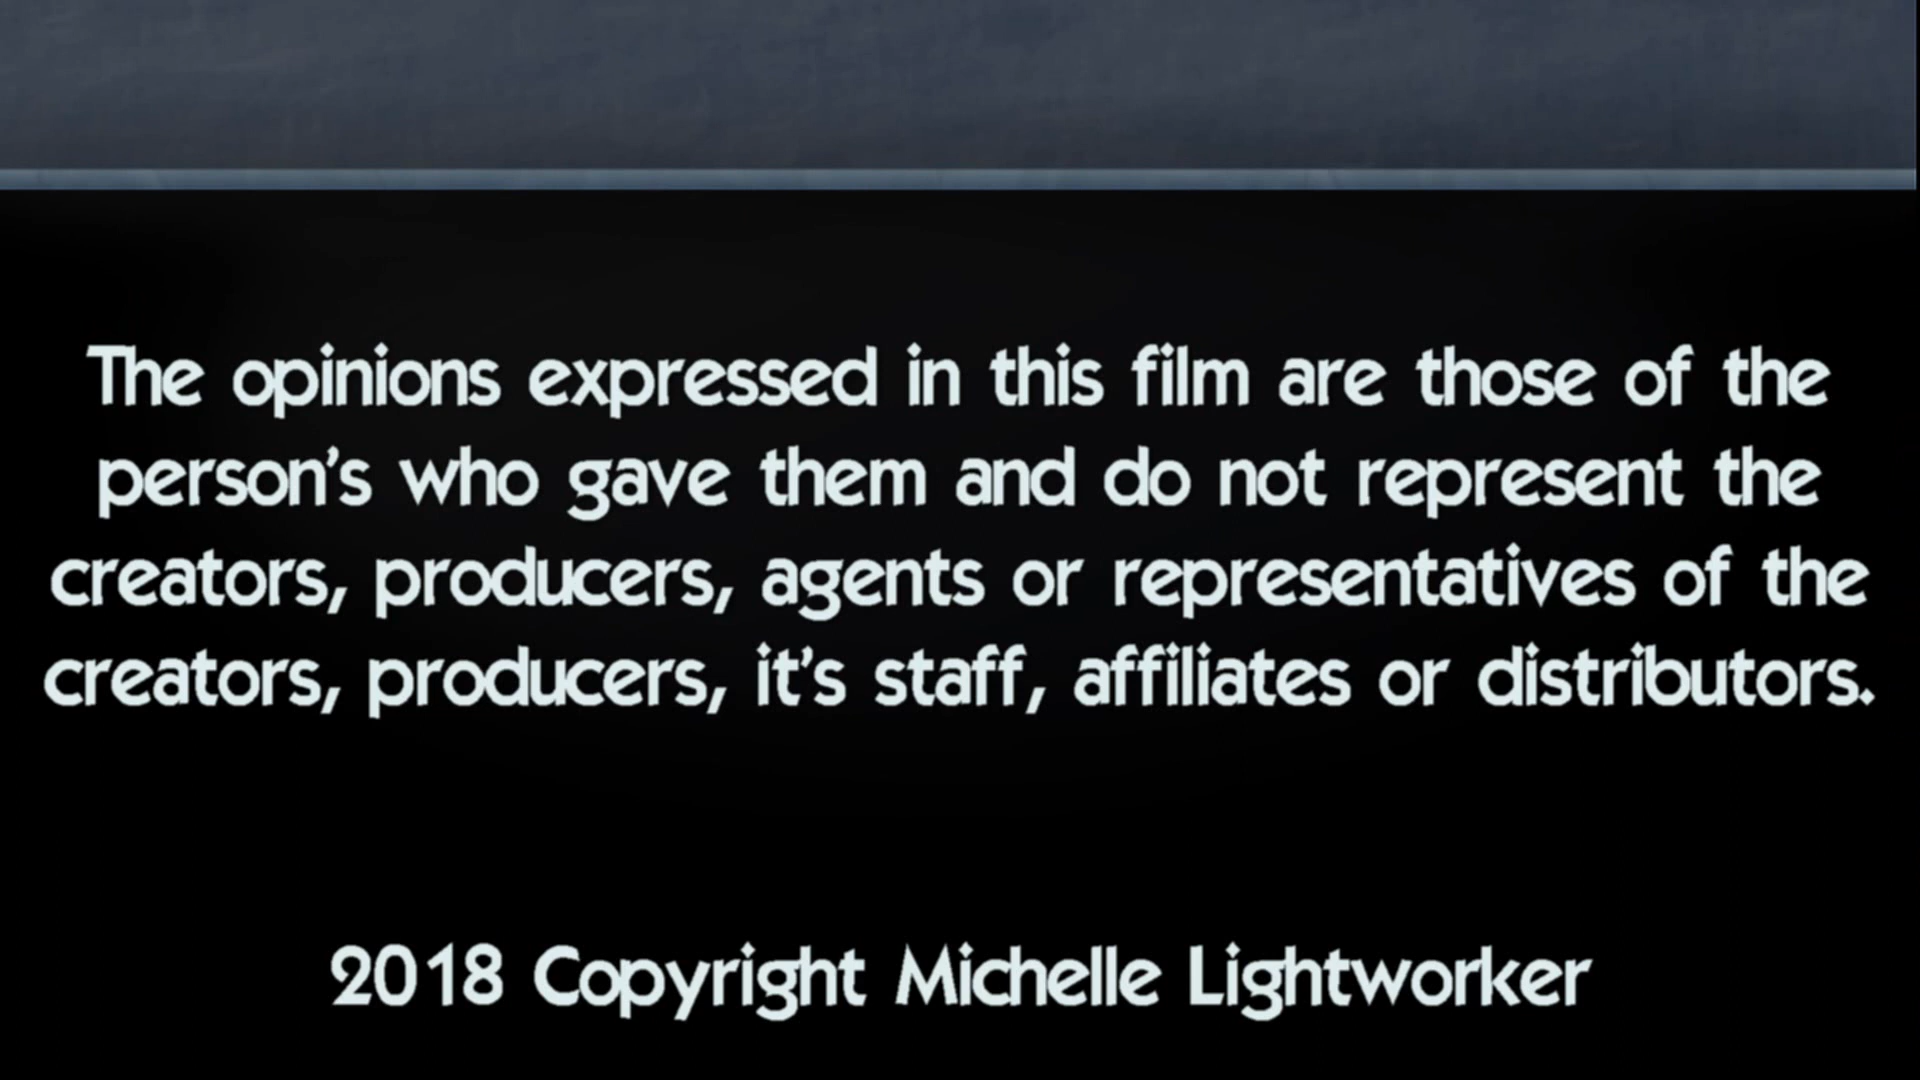 The opinions expressed in this film are those of the
person's who gave them and do not represent the
creators, producers, agents or representatives of the
creators, producers, it's staff, affiliates or distributors.
2018 Copyright Michelle Lightworker